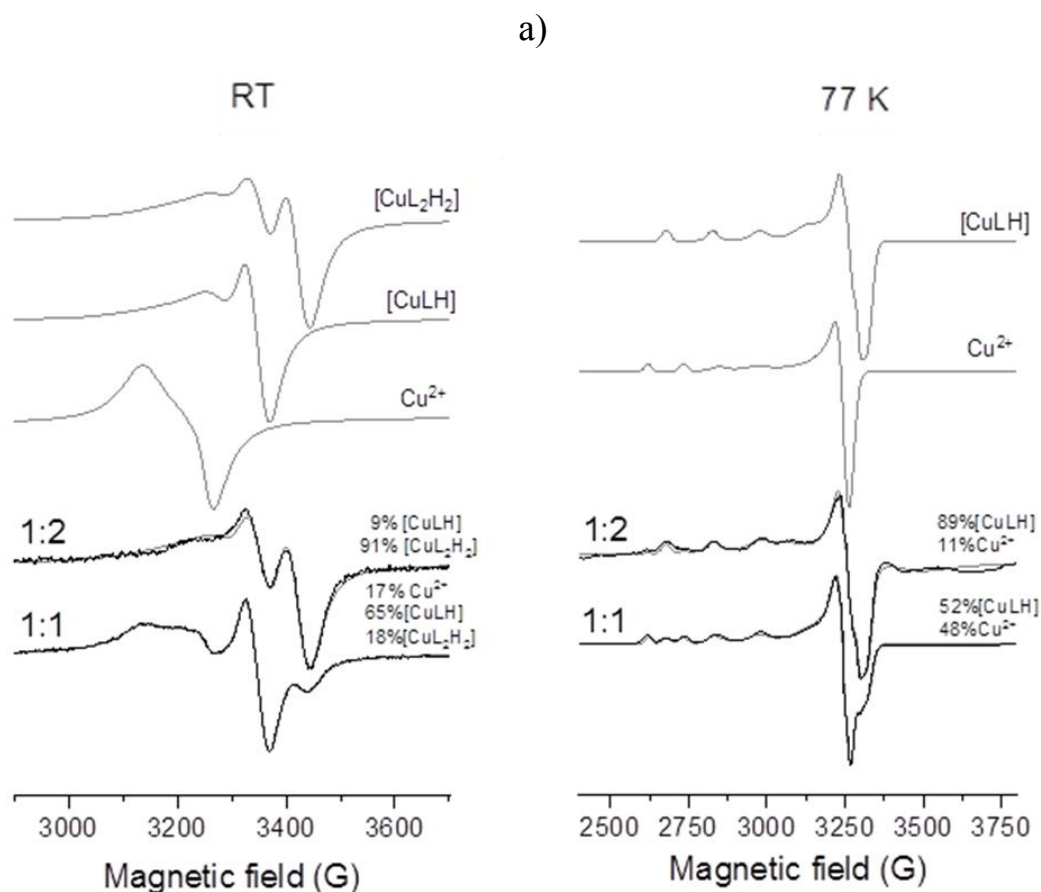 a)
RT
77 K
[CuL₂H₂]
[CuLH]
Cu²⁺
1:2
9% [CuLH]
91% [CuL₂H₂]
17% Cu²⁺
1:1
65%[CuLH]
18%[CuL₂H₂]
3000 3200 3400 3600
Magnetic field (G)
[CuLH]
Cu²⁺
1:2
89%[CuLH]
11%Cu²⁺
1:1
52%[CuLH]
48%Cu²⁺
2500 2750 3000 3250 3500 3750
Magnetic field (G)